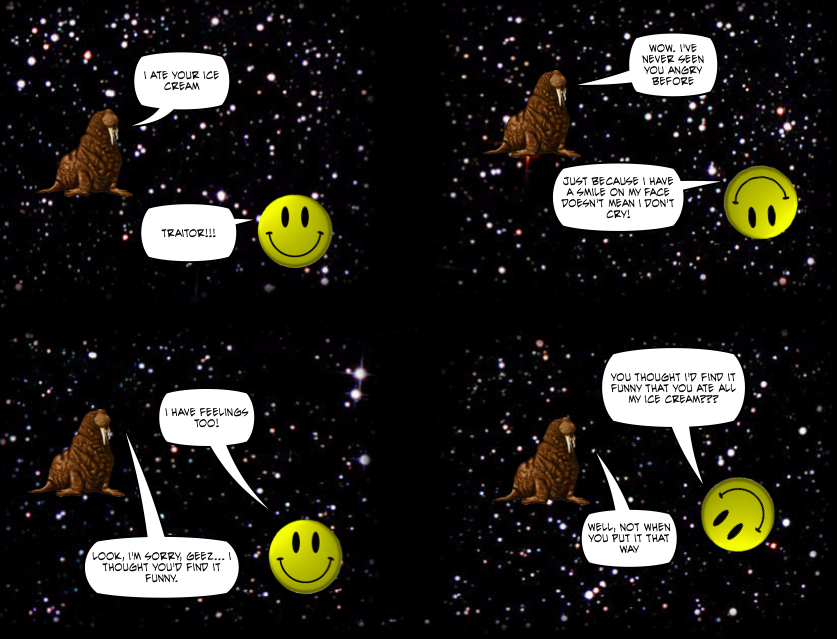 I ATE YOUR ICE
CREAM
TRAITOR!!!
WOW. I'VE
NEVER SEEN
YOU ANGRY
BEFORE
JUST BECAUSE I HAVE
A SMILE ON MY FACE
DOESN'T MEAN I DON'T
CRY!
I HAVE FEELINGS
TOO!
LOOK, I'M SORRY, GEEZ... I
THOUGHT YOU'D FIND IT
FUNNY.
YOU THOUGHT I'D FIND IT
FUNNY THAT YOU ATE ALL
MY ICE CREAM???
WELL, NOT WHEN
YOU PUT IT THAT
WAY